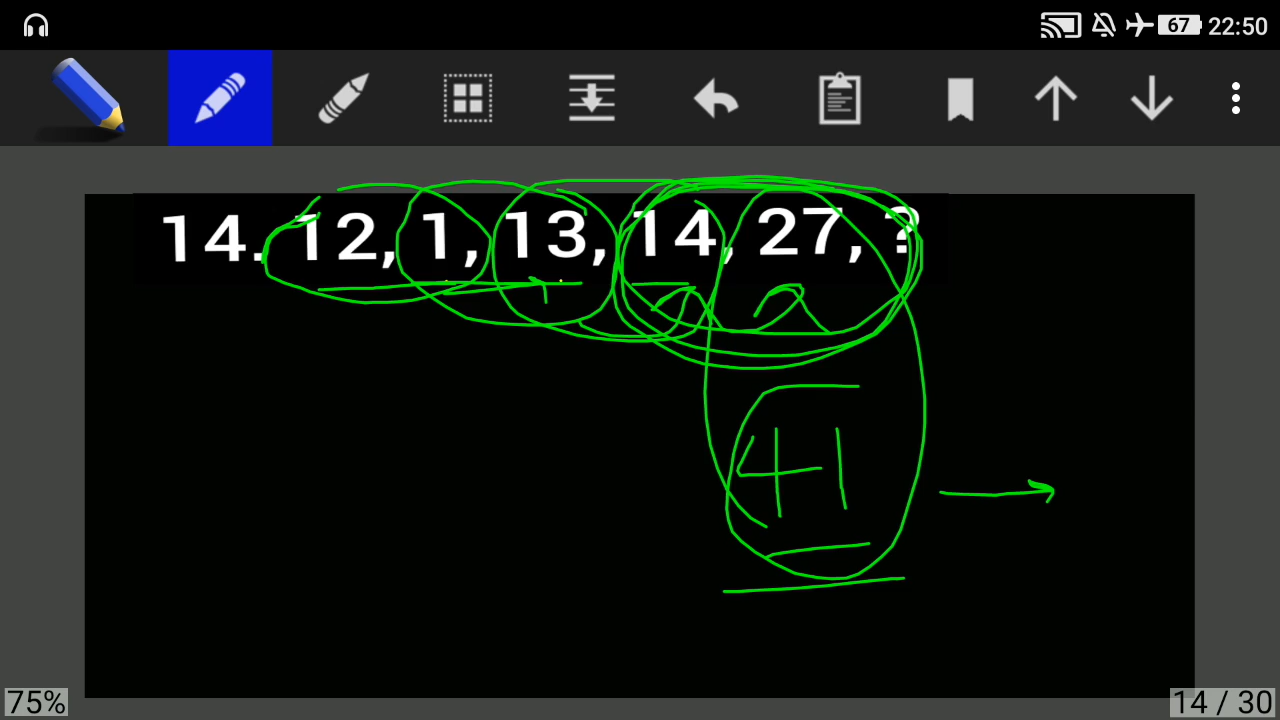 67 22:50
14. 12, 1, 13, 14, 27, ?
41
75%
14 / 30